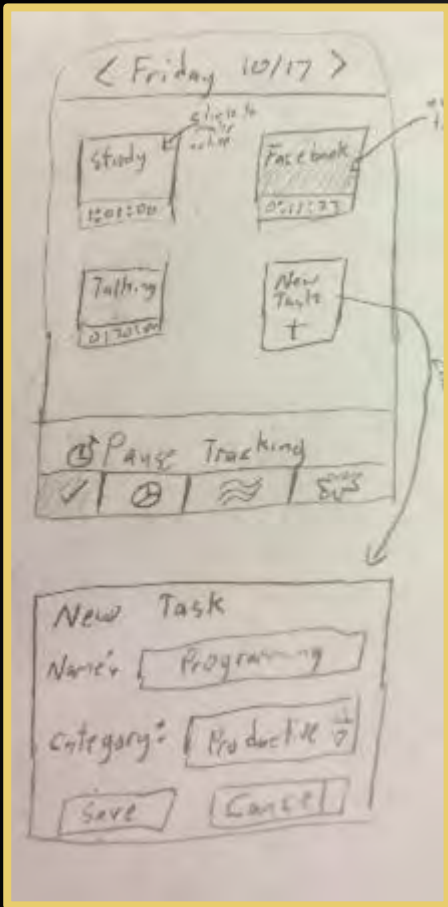 < Friday 10/17 >
Study
Facebook
Talking
New
Task
+
Pause Tracking
New Task
Name: Programming
Category: Productive
Save Cancel